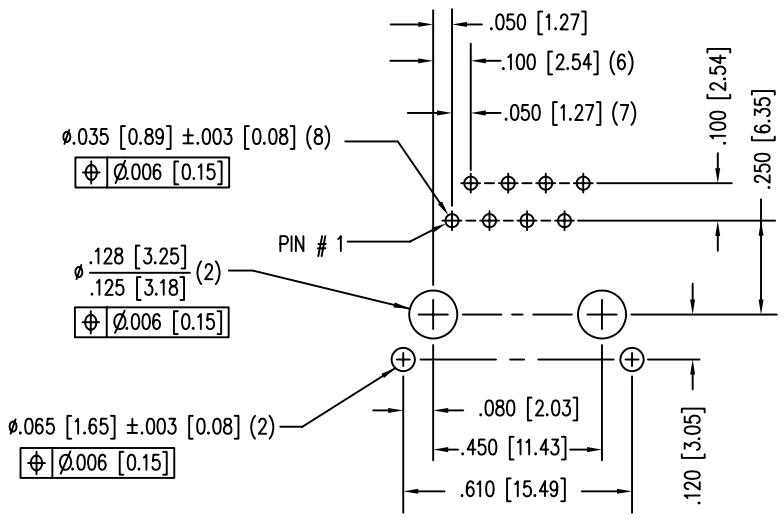 .050 [1.27]
.100 [2.54] (6)
.050 [1.27] (7)
.100 [2.54]
.250 [6.35]
ø.035 [0.89] ±.003 [0.08] (8)
⌖ Ø.006 [0.15]
PIN # 1
ø .128 [3.25] (2)
.125 [3.18]
⌖ Ø.006 [0.15]
ø.065 [1.65] ±.003 [0.08] (2)
⌖ Ø.006 [0.15]
.080 [2.03]
.450 [11.43]
.610 [15.49]
.120 [3.05]